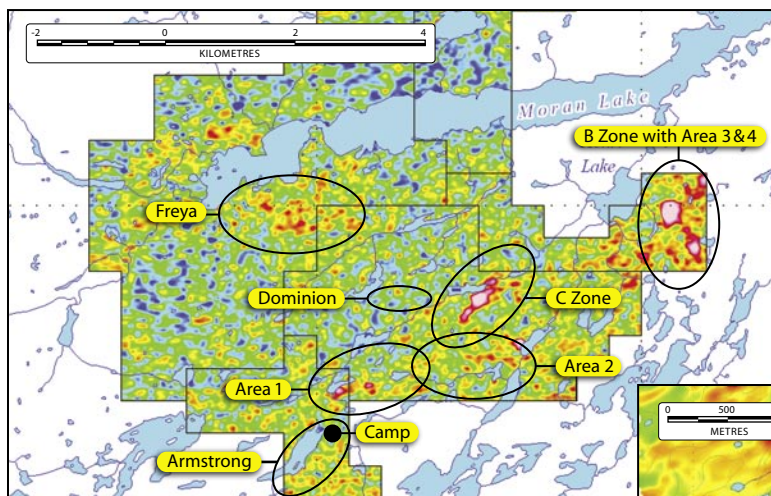 -2 0 2 4
KILOMETRES
Moran Lake
B Zone with Area 3 & 4
Lake
Freya
Dominion
C Zone
Area 1
Area 2
0 500
METRES
Camp
Armstrong